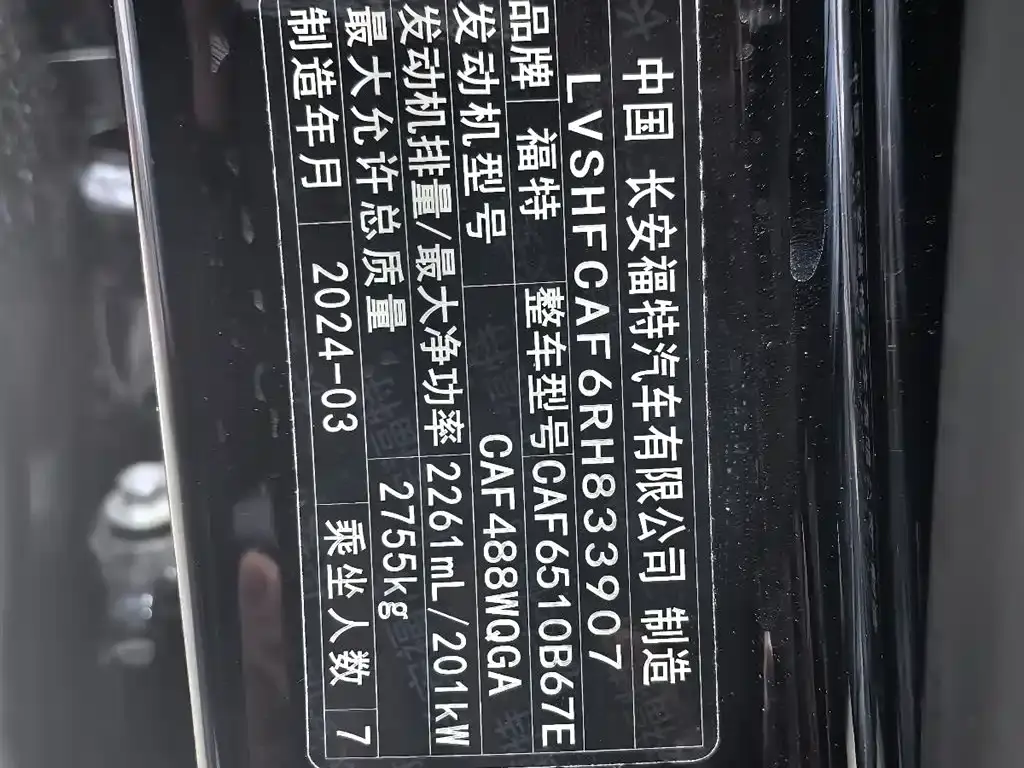 中国 长安福特汽车有限公司 制造
LVSHFCAF6RH833907
品牌 福特 整车型号 CAF6510B67E
发动机型号 CAF488WQGA
发动机排量/最大净功率 2261mL/201kW
最大允许总质量 2755kg
制造年月 2024-03 乘坐人数 7